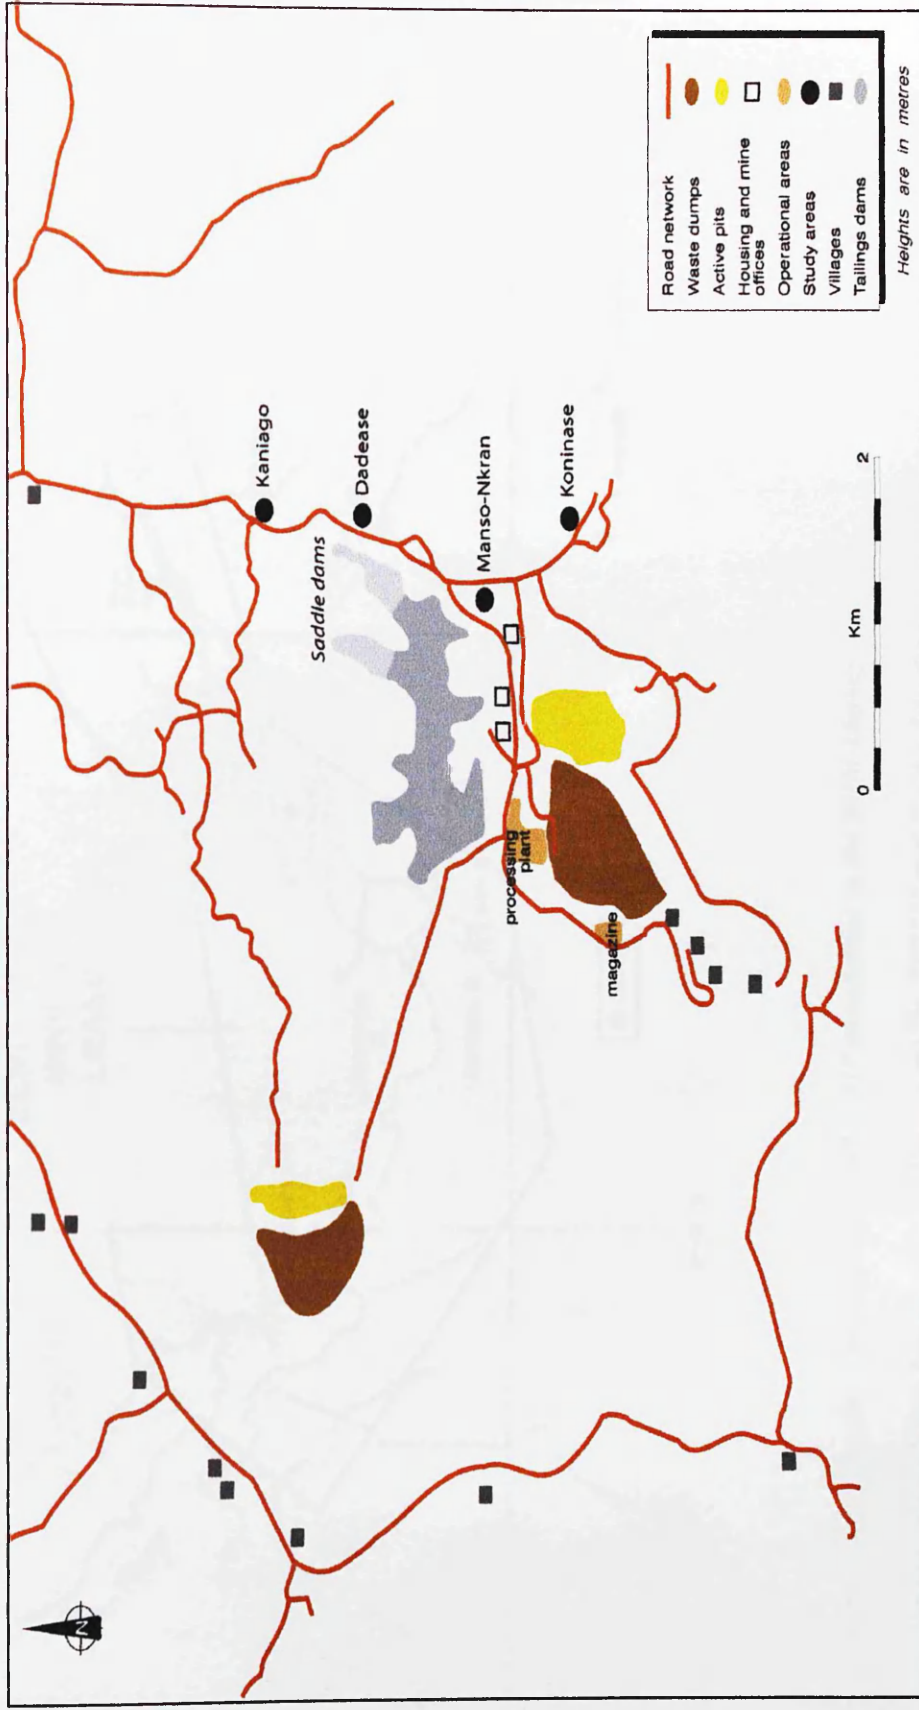 N
Saddle dams
Kaniago
Dadease
Manso-Nkran
Koninase
processing
plant
magazine
0
Km
2
Road network
Waste dumps
Active pits
Housing and mine
offices
Operational areas
Study areas
Villages
Tailings dams
Heights are in metres